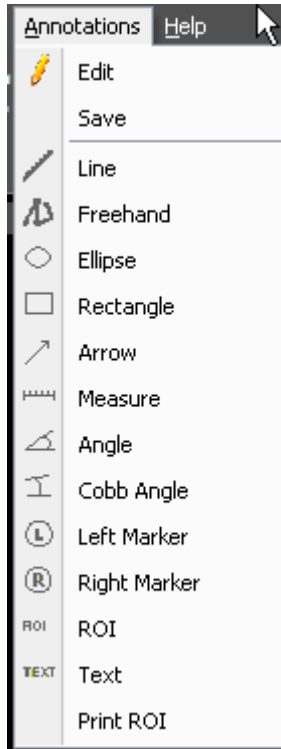 Annotations Help
Edit
Save
Line
Freehand
Ellipse
Rectangle
Arrow
Measure
Angle
Cobb Angle
L Left Marker
R Right Marker
ROI ROI
TEXT Text
Print ROI